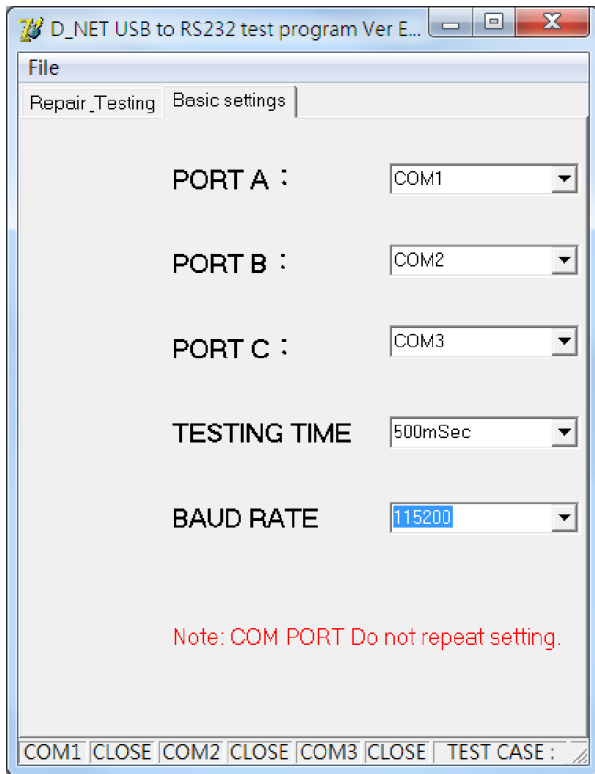 D_NET USB to RS232 test program Ver E...
File
Repair_Testing Basic settings
PORT A : COM1
PORT B : COM2
PORT C : COM3
TESTING TIME 500mSec
BAUD RATE 115200
Note: COM PORT Do not repeat setting.
COM1 CLOSE COM2 CLOSE COM3 CLOSE TEST CASE :